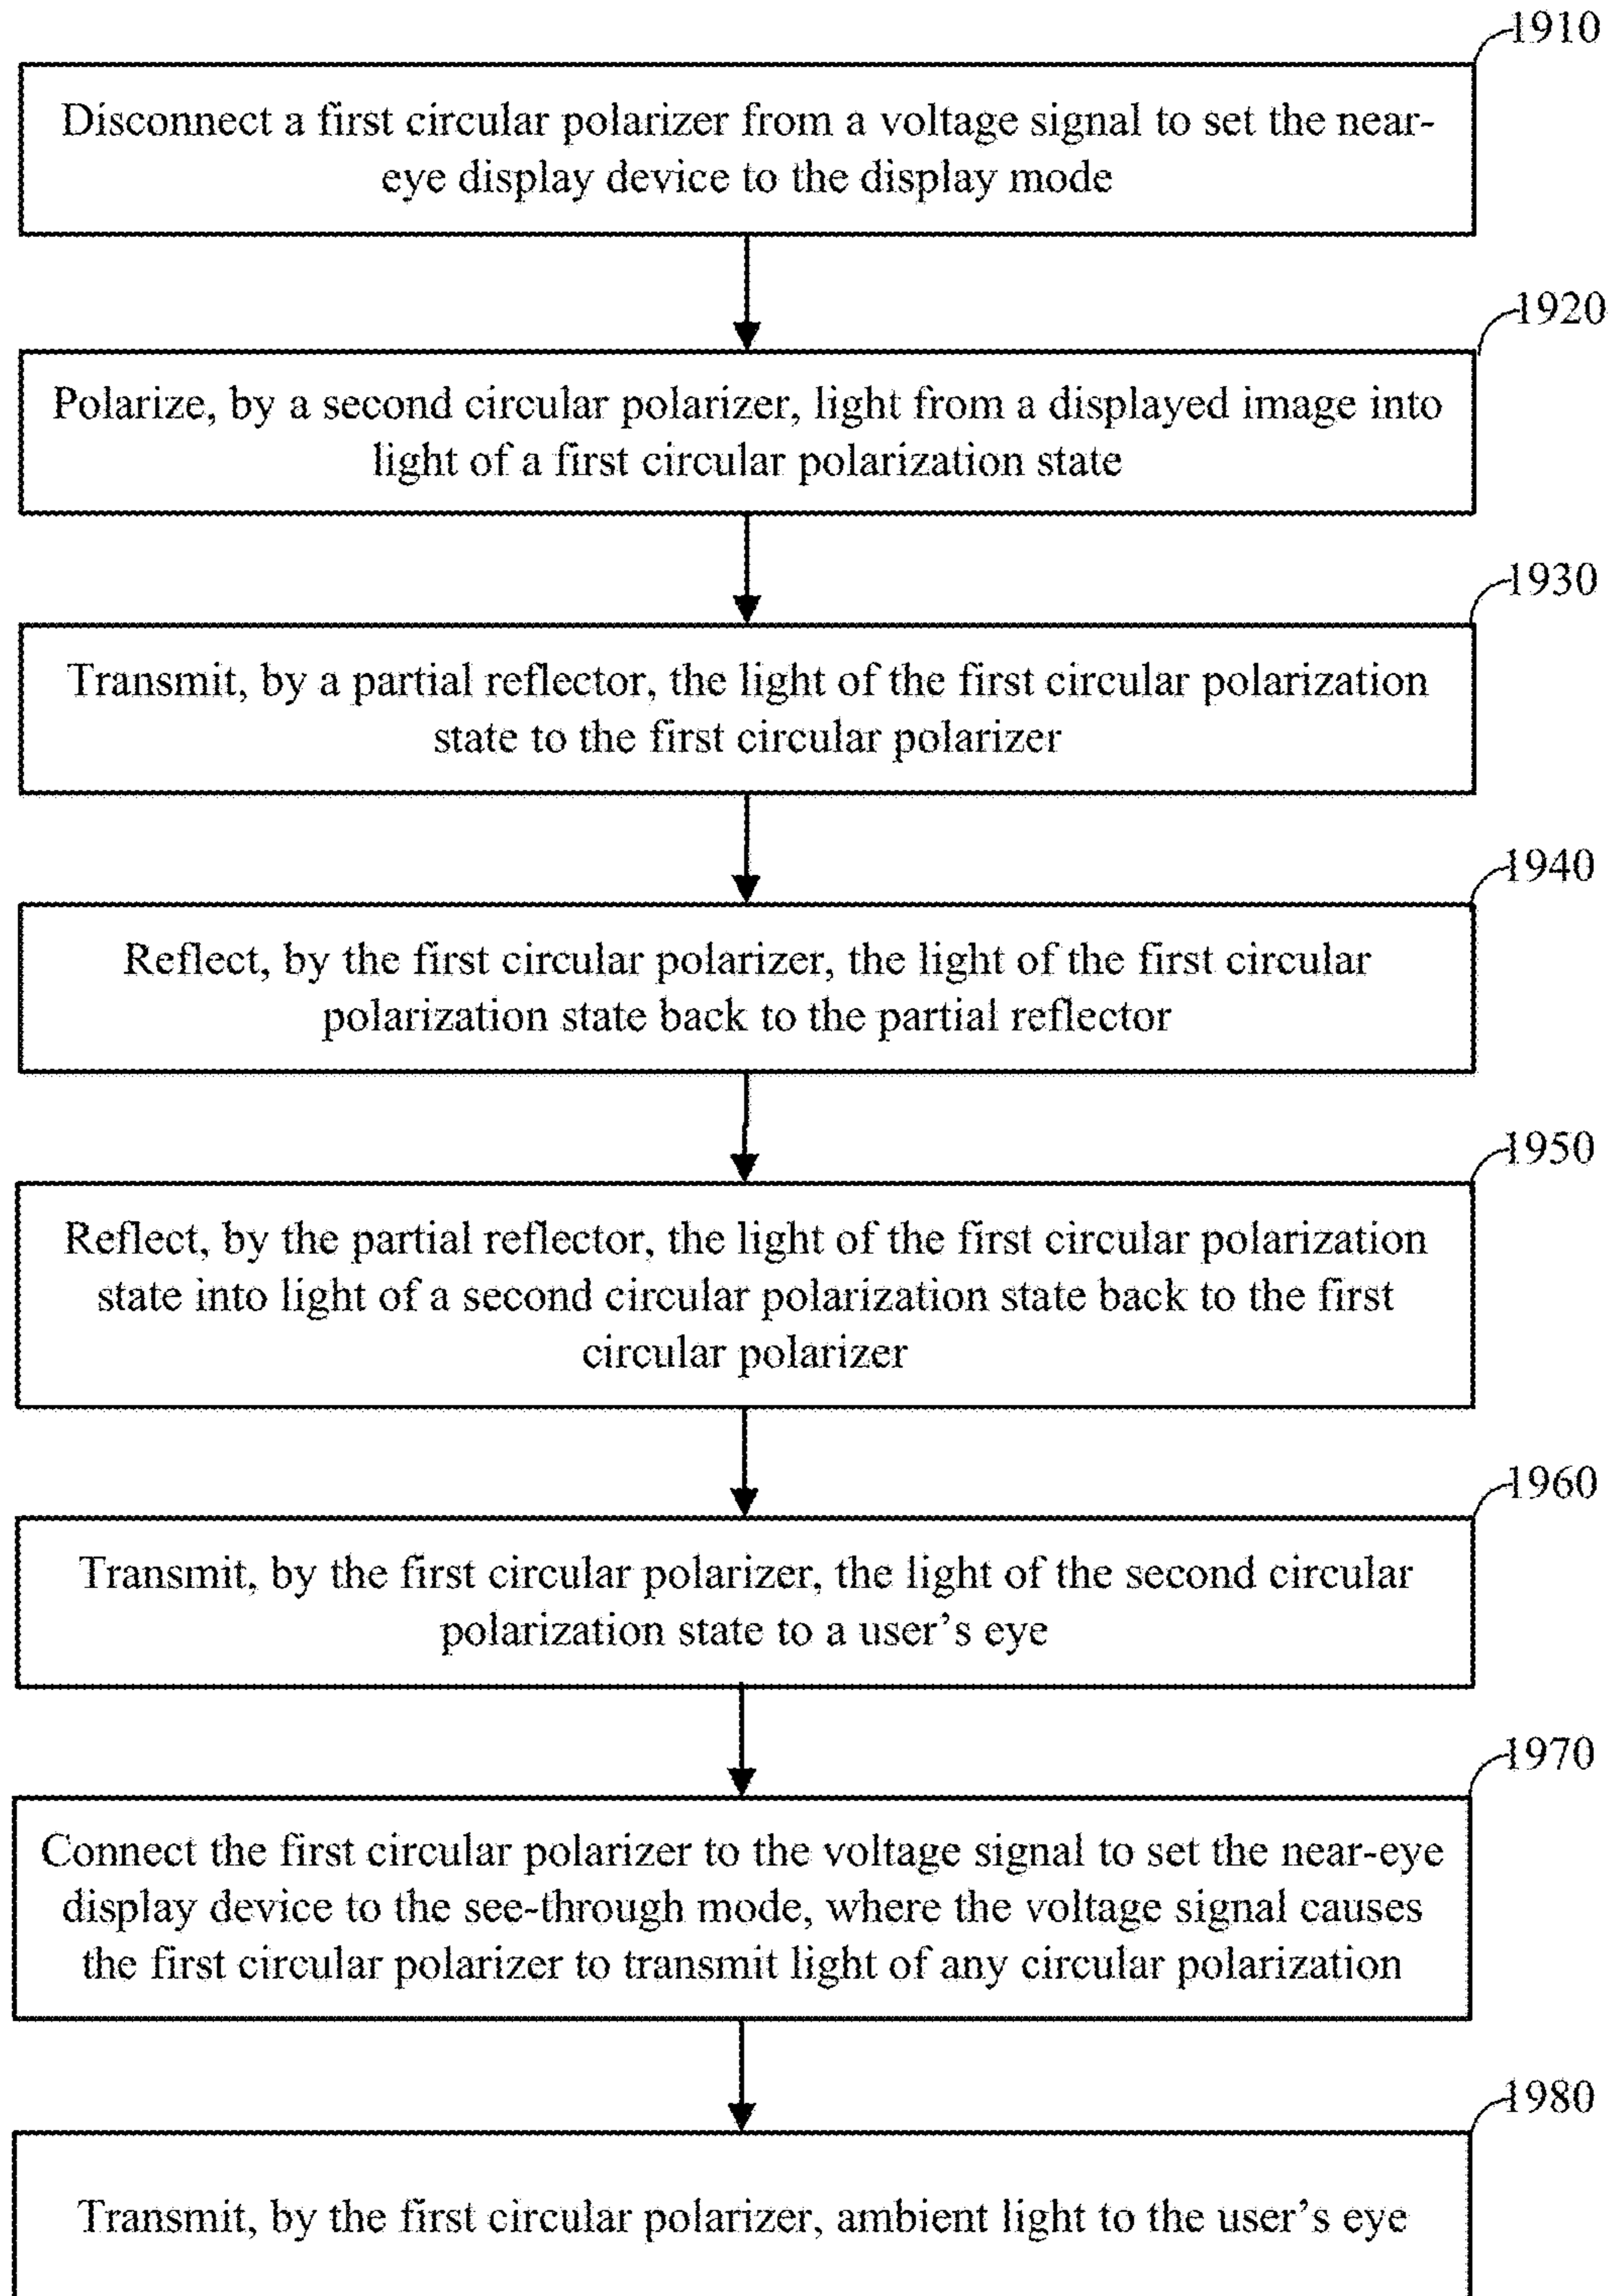 1910
Disconnect a first circular polarizer from a voltage signal to set the near-
eye display device to the display mode
1920
Polarize, by a second circular polarizer, light from a displayed image into
light of a first circular polarization state
1930
Transmit, by a partial reflector, the light of the first circular polarization
state to the first circular polarizer
1940
Reflect, by the first circular polarizer, the light of the first circular
polarization state back to the partial reflector
1950
Reflect, by the partial reflector, the light of the first circular polarization
state into light of a second circular polarization state back to the first
circular polarizer
1960
Transmit, by the first circular polarizer, the light of the second circular
polarization state to a user's eye
1970
Connect the first circular polarizer to the voltage signal to set the near-eye
display device to the see-through mode, where the voltage signal causes
the first circular polarizer to transmit light of any circular polarization
1980
Transmit, by the first circular polarizer, ambient light to the user's eye